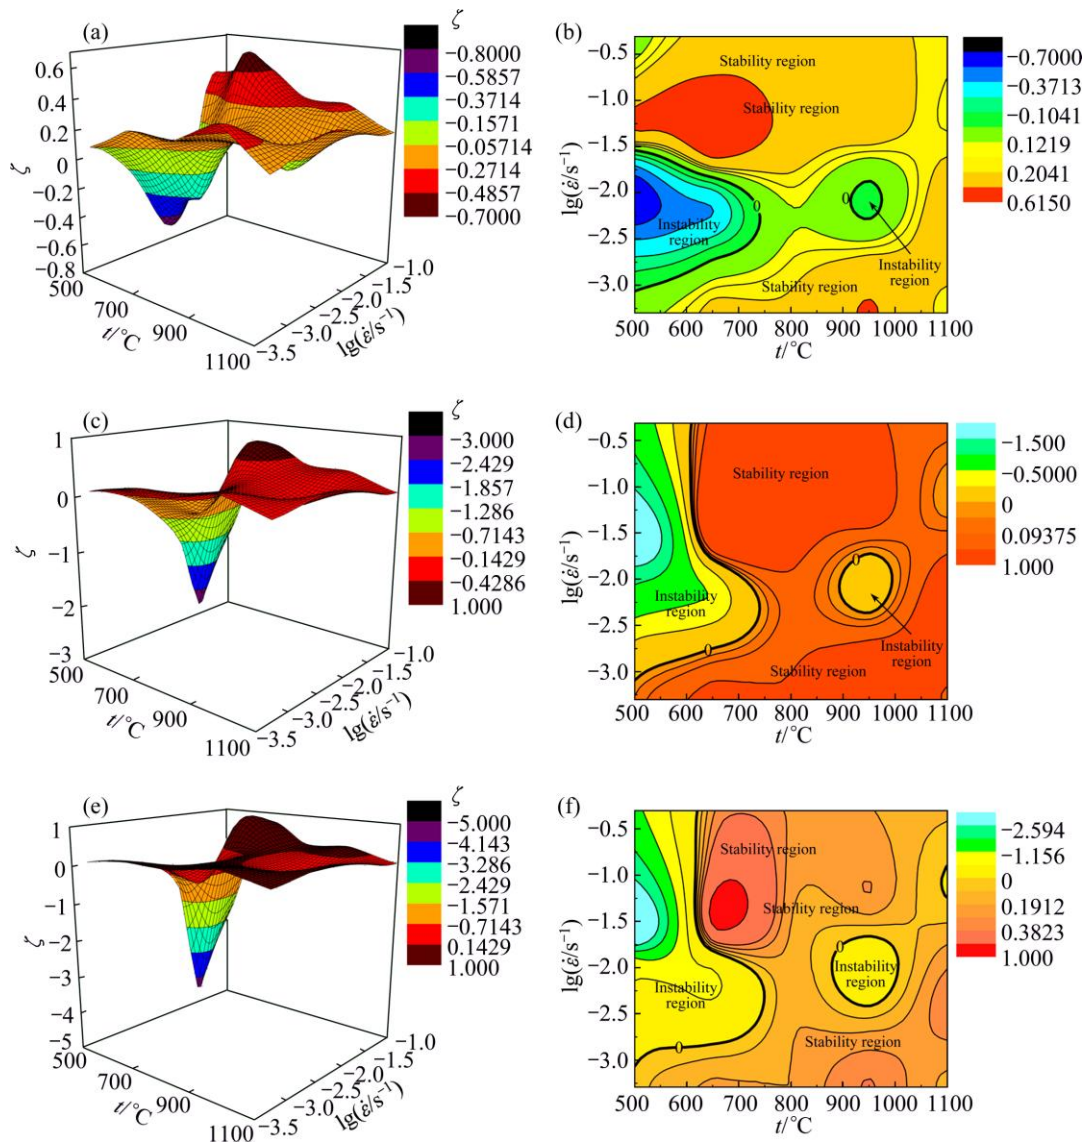 (a)
ζ
0.6
0.4
0.2
0
−0.2
−0.4
−0.6
−0.8
ζ
500
700
900
1100
t/°C
−3.5
−3.0
−2.5
−2.0
−1.5
−1.0
lg(ε̇/s⁻¹)
−0.8000
−0.5857
−0.3714
−0.1571
−0.05714
−0.2714
−0.4857
−0.7000
(b)
−0.5
−1.0
−1.5
−2.0
−2.5
−3.0
lg(ε̇/s⁻¹)
Stability region
Stability region
0
0
Instability
region
Instability
region
Stability region
500 600 700 800 900 1000 1100
t/°C
−0.7000
−0.3713
−0.1041
0.1219
0.2041
0.6150
(c)
ζ
1
0
−1
−2
−3
ζ
500
700
900
1100
t/°C
−3.5
−3.0
−2.5
−2.0
−1.5
−1.0
lg(ε̇/s⁻¹)
−3.000
−2.429
−1.857
−1.286
−0.7143
−0.1429
−0.4286
1.000
(d)
−0.5
−1.0
−1.5
−2.0
−2.5
−3.0
lg(ε̇/s⁻¹)
Stability region
0
Instability
region
Instability
region
0
Stability region
500 600 700 800 900 1000 1100
t/°C
−1.500
−0.5000
0
0.09375
1.000
(e)
ζ
1
0
−1
−2
−3
−4
−5
ζ
500
700
900
1100
t/°C
−3.5
−3.0
−2.5
−2.0
−1.5
−1.0
lg(ε̇/s⁻¹)
−5.000
−4.143
−3.286
−2.429
−1.571
−0.7143
0.1429
1.000
(f)
−0.5
−1.0
−1.5
−2.0
−2.5
−3.0
lg(ε̇/s⁻¹)
Stability region
0
Stability region
0
Instability
region
Instability
region
0
Stability region
500 600 700 800 900 1000 1100
t/°C
−2.594
−1.156
0
0.1912
0.3823
1.000